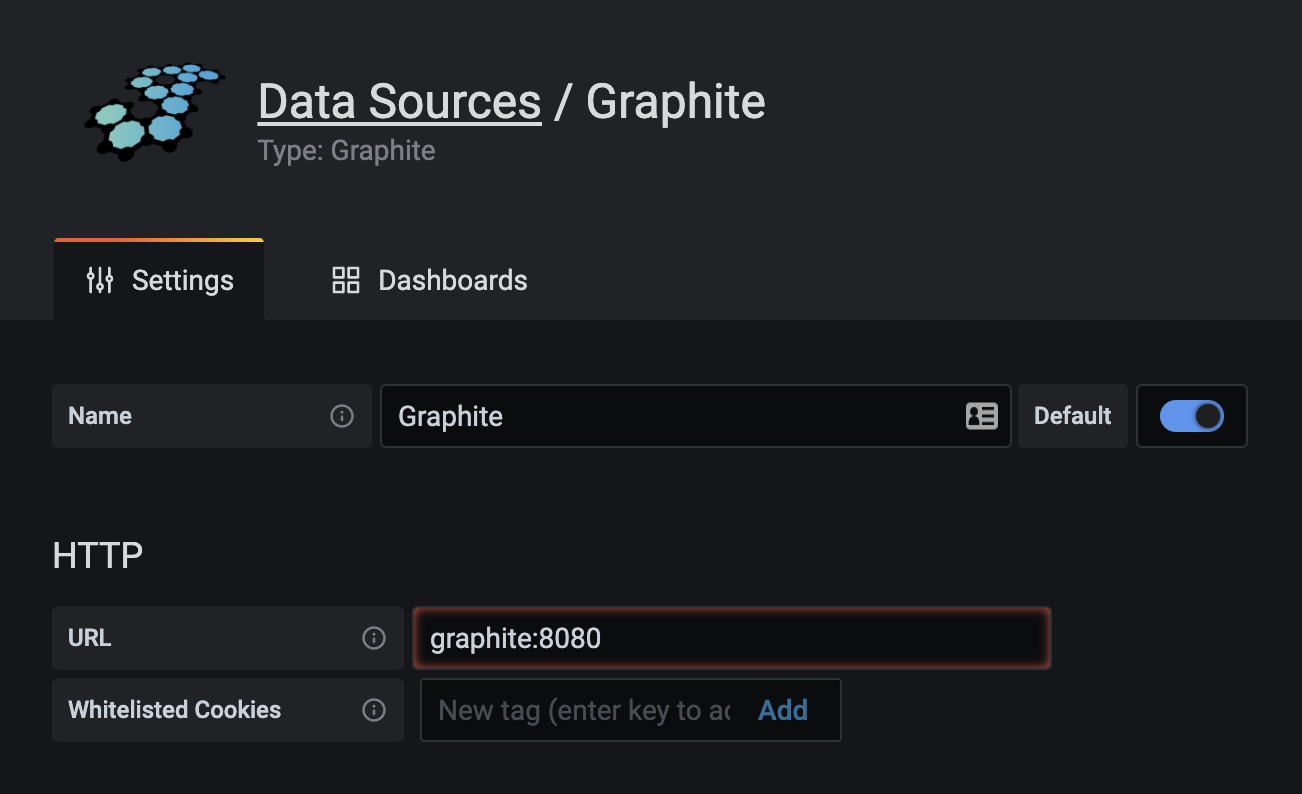 Data Sources / Graphite
Type: Graphite
Settings Dashboards
Name Graphite Default
HTTP
URL graphite:8080
Whitelisted Cookies New tag (enter key to ad Add